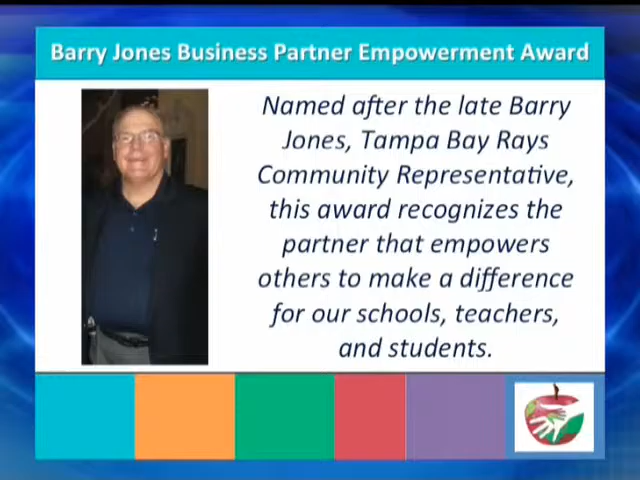 Barry Jones Business Partner Empowerment Award
Named after the late Barry
Jones, Tampa Bay Rays
Community Representative,
this award recognizes the
partner that empowers
others to make a difference
for our schools, teachers,
and students.